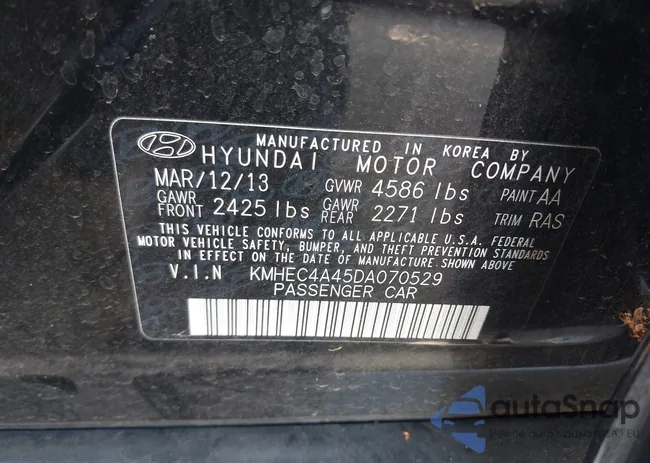 MANUFACTURED IN KOREA BY
HYUNDAI MOTOR COMPANY
MAR/12/13 GVWR 4586 lbs PAINT AA
GAWR FRONT 2425 lbs GAWR REAR 2271 lbs TRIM RAS
THIS VEHICLE CONFORMS TO ALL APPLICABLE U.S.A. FEDERAL
MOTOR VEHICLE SAFETY, BUMPER, AND THEFT PREVENTION STANDARDS
IN EFFECT ON THE DATE OF MANUFACTURE SHOWN ABOVE
V.I.N KMHEC4A45DA070529
PASSENGER CAR
autoSnap